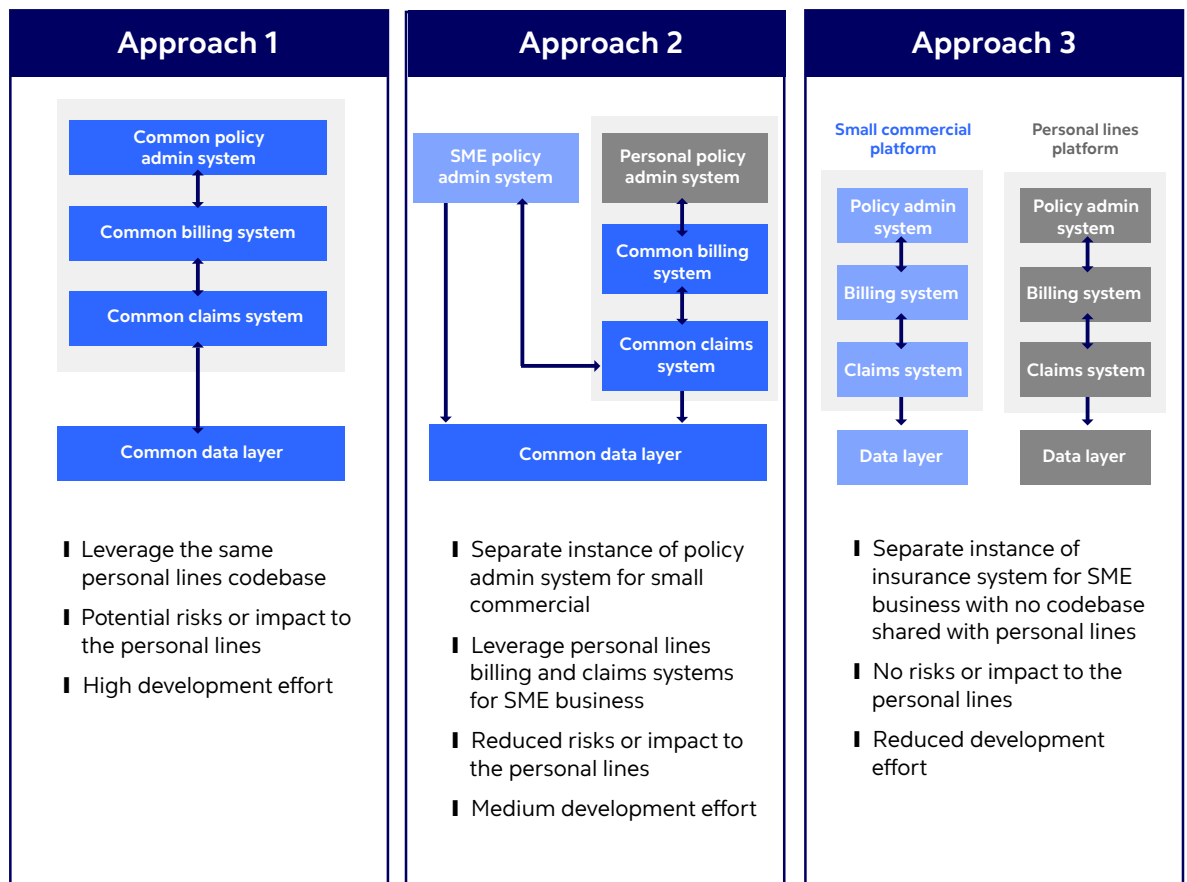 Approach 1
Common policy
admin system
Common billing system
Common claims system
Common data layer
Leverage the same
personal lines codebase
Potential risks or impact to
the personal lines
High development effort
Approach 2
SME policy
admin system
Personal policy
admin system
Common billing
system
Common claims
system
Common data layer
Separate instance of policy
admin system for small
commercial
Leverage personal lines
billing and claims systems
for SME business
Reduced risks or impact to
the personal lines
Medium development effort
Approach 3
Small commercial
platform
Policy admin
system
Billing system
Claims system
Data layer
Personal lines
platform
Policy admin
system
Billing system
Claims system
Data layer
Separate instance of
insurance system for SME
business with no codebase
shared with personal lines
No risks or impact to the
personal lines
Reduced development
effort